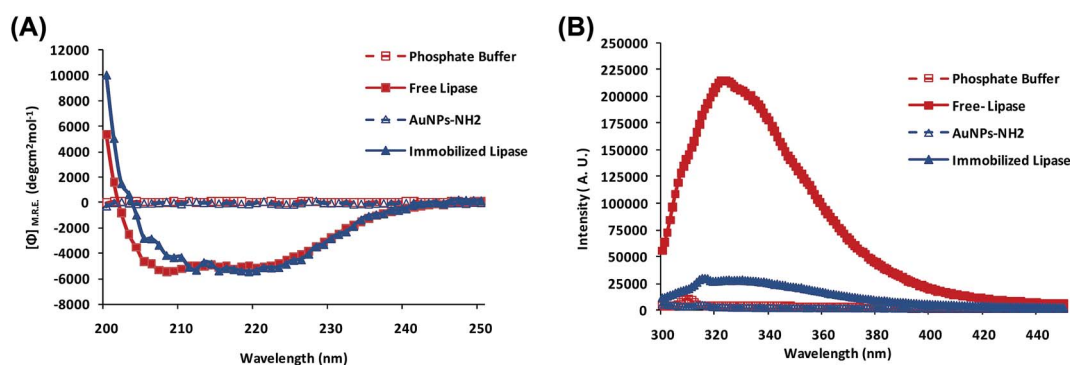 (A)
12000
10000
8000
6000
4000
2000
0
-2000
-4000
-6000
-8000
[Φ] M.R.E. (degcm²mol-¹)
200 210 220 230 240 250
Wavelength (nm)
Phosphate Buffer
Free Lipase
AuNPs-NH2
Immobilized Lipase
(B)
250000
225000
200000
175000
150000
125000
100000
75000
50000
25000
0
Intensity ( A. U.)
300 320 340 360 380 400 420 440
Wavelength (nm)
Phosphate Buffer
Free- Lipase
AuNPs-NH2
Immobilized Lipase